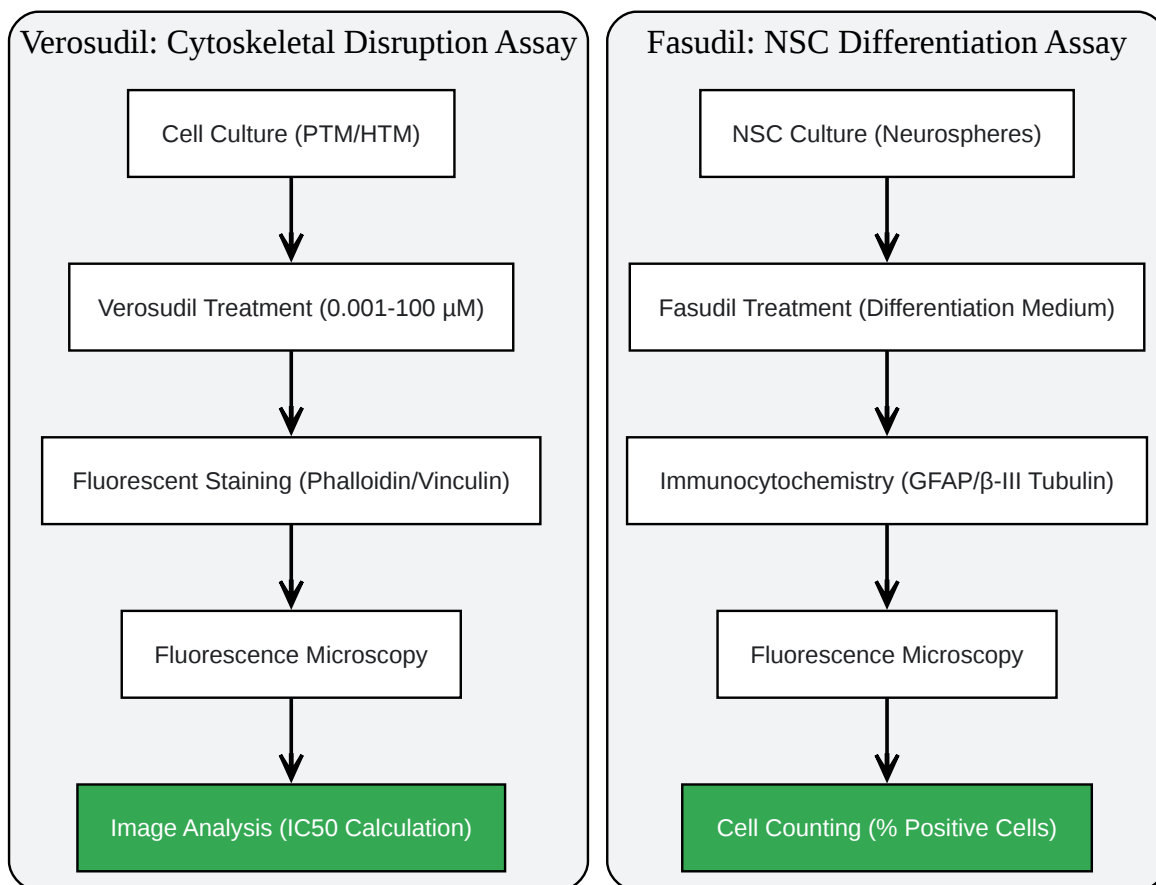 Verosudil: Cytoskeletal Disruption Assay
Cell Culture (PTM/HTM)
Verosudil Treatment (0.001-100 µM)
Fluorescent Staining (Phalloidin/Vinculin)
Fluorescence Microscopy
Image Analysis (IC50 Calculation)
Fasudil: NSC Differentiation Assay
NSC Culture (Neurospheres)
Fasudil Treatment (Differentiation Medium)
Immunocytochemistry (GFAP/β-III Tubulin)
Fluorescence Microscopy
Cell Counting (% Positive Cells)